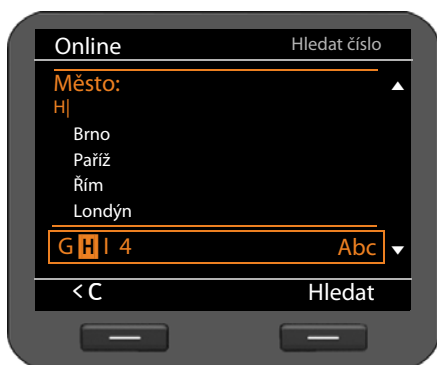 Online Hledat číslo
Město:
H|
Brno
Paříž
Řím
Londýn
G H I 4 Abc
< C Hledat